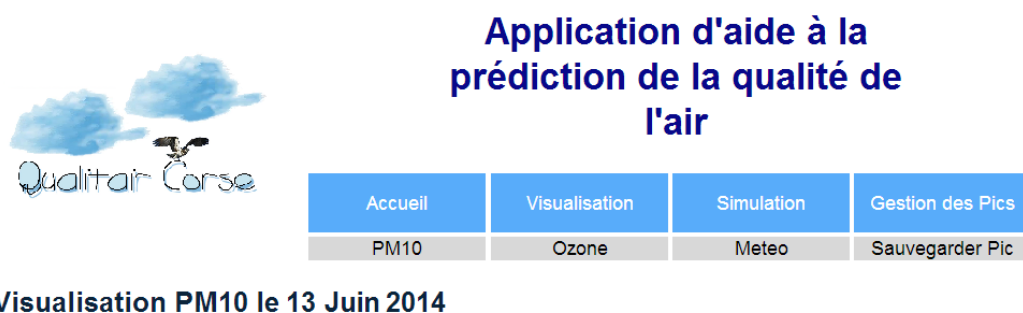 Application d'aide à la
prédiction de la qualité de
l'air
Qualitair Corse
Accueil Visualisation Simulation Gestion des Pics
PM10 Ozone Meteo Sauvegarder Pic
Visualisation PM10 le 13 Juin 2014